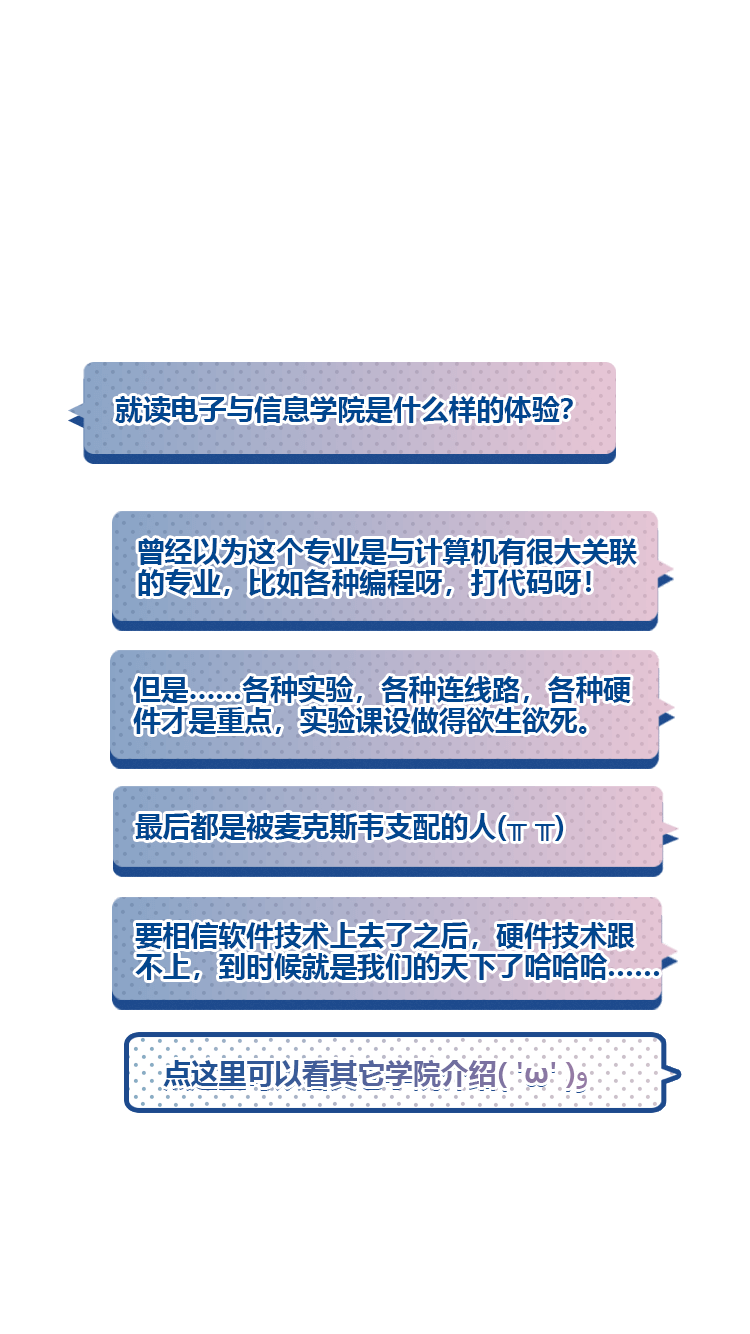 就读电子与信息学院是什么样的体验？
曾经以为这个专业是与计算机有很大关联
的专业，比如各种编程呀，打代码呀！
但是……各种实验，各种连线路，各种硬
件才是重点，实验课设做得欲生欲死。
最后都是被麦克斯韦支配的人(╥ ╥)
要相信软件技术上去了之后，硬件技术跟
不上，到时候就是我们的天下了哈哈哈……
点这里可以看其它学院介绍( 'ω' )و